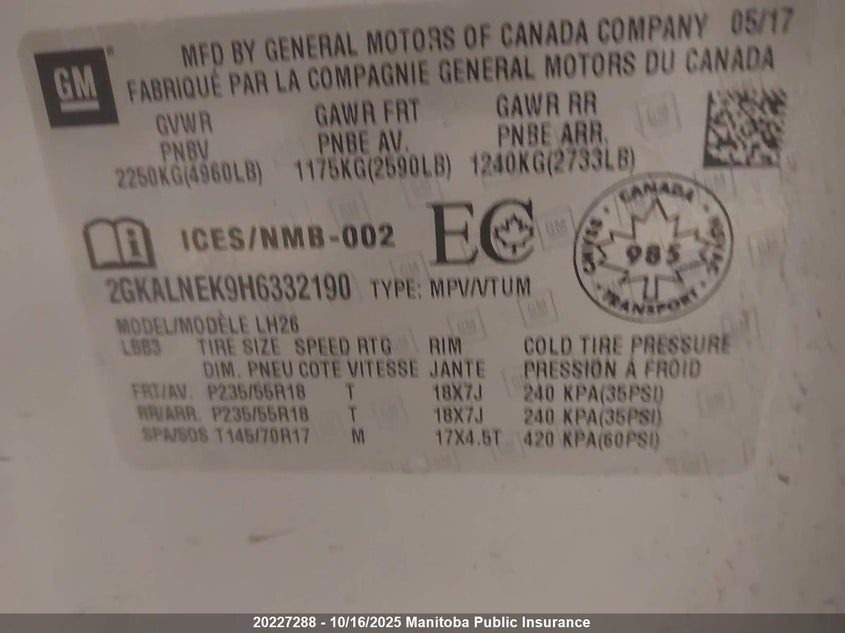 GM
MFD BY GENERAL MOTORS OF CANADA COMPANY 05/17
FABRIQUÉ PAR LA COMPAGNIE GENERAL MOTORS DU CANADA
GVWR GAWR FRT GAWR RR
PNBV PNBE AV. PNBE ARR.
2250KG(4960LB) 1175KG(2590LB) 1240KG(2733LB)
ICES/NMB-002 EC
CANADA
985
TRANSPORT
2GKALNEK9H6332190 TYPE: MPV/VTUM
MODEL/MODÈLE LH26
TIRE SIZE SPEED RTG RIM COLD TIRE PRESSURE
DIM. PNEU COTE VITESSE JANTE PRESSION À FROID
FRT/AV. P235/55R18 T 18X7J 240 KPA(35PSI)
RR/ARR. P235/55R18 T 18X7J 240 KPA(35PSI)
SPA/SOS T145/70R17 M 17X4.5T 420 KPA(60PSI)
20227288 - 10/16/2025 Manitoba Public Insurance